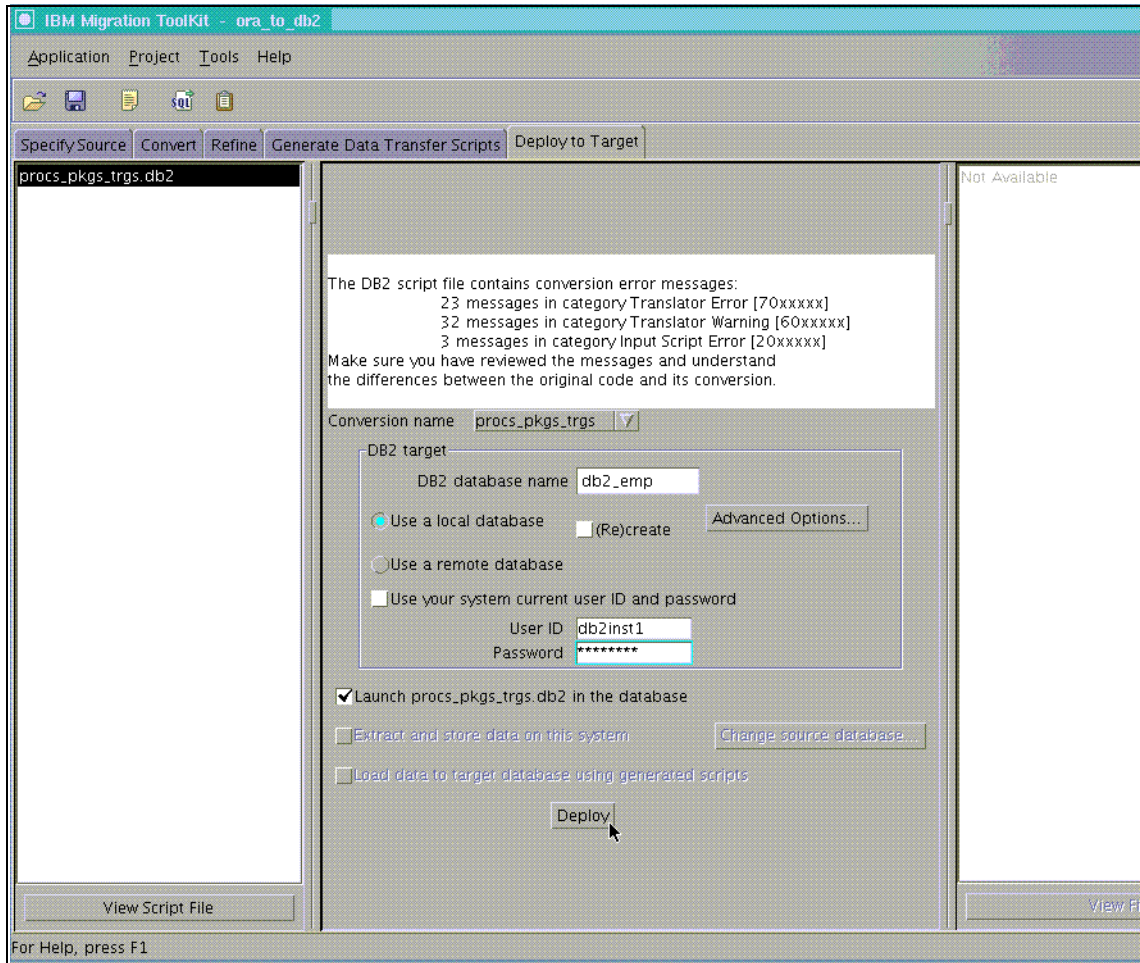 IBM Migration ToolKit - ora_to_db2
Application Project Tools Help
SQL
Specify Source Convert Refine Generate Data Transfer Scripts Deploy to Target
procs_pkgs_trgs.db2
Not Available
The DB2 script file contains conversion error messages:
23 messages in category Translator Error [70xxxxx]
32 messages in category Translator Warning [60xxxxx]
3 messages in category Input Script Error [20xxxxx]
Make sure you have reviewed the messages and understand
the differences between the original code and its conversion.
Conversion name procs_pkgs_trgs
DB2 target
DB2 database name db2_emp
Use a local database (Re)create Advanced Options...
Use a remote database
Use your system current user ID and password
User ID db2inst1
Password ********
Launch procs_pkgs_trgs.db2 in the database
Extract and store data on this system Change source database...
Load data to target database using generated scripts
Deploy
View Script File View
For Help, press F1